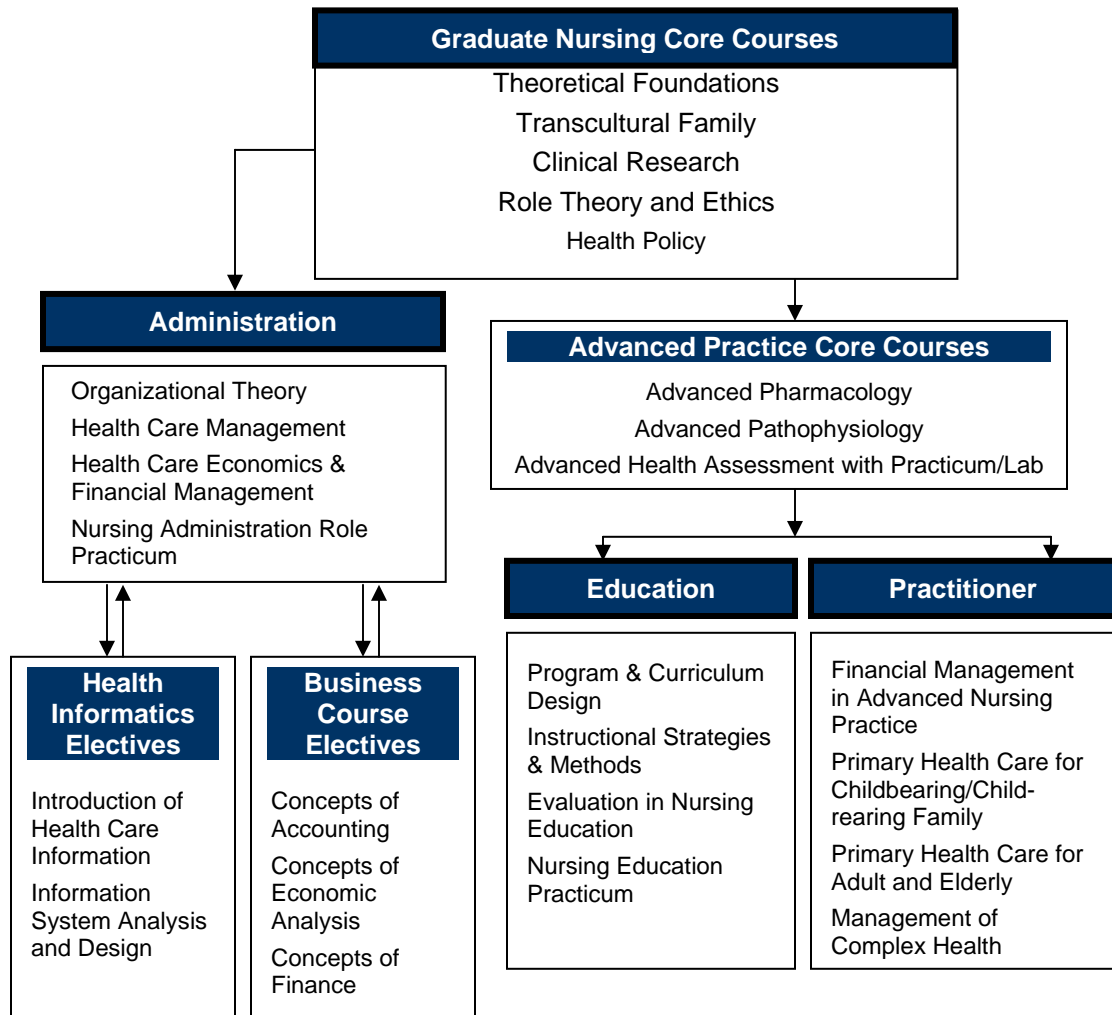 Graduate Nursing Core Courses
Theoretical Foundations
Transcultural Family
Clinical Research
Role Theory and Ethics
Health Policy
Administration
Organizational Theory
Health Care Management
Health Care Economics &
Financial Management
Nursing Administration Role
Practicum
Advanced Practice Core Courses
Advanced Pharmacology
Advanced Pathophysiology
Advanced Health Assessment with Practicum/Lab
Health
Informatics
Electives
Introduction of
Health Care
Information
Information
System Analysis
and Design
Business
Course
Electives
Concepts of
Accounting
Concepts of
Economic
Analysis
Concepts of
Finance
Education
Program & Curriculum
Design
Instructional Strategies
& Methods
Evaluation in Nursing
Education
Nursing Education
Practicum
Practitioner
Financial Management
in Advanced Nursing
Practice
Primary Health Care for
Childbearing/Child-
rearing Family
Primary Health Care for
Adult and Elderly
Management of
Complex Health